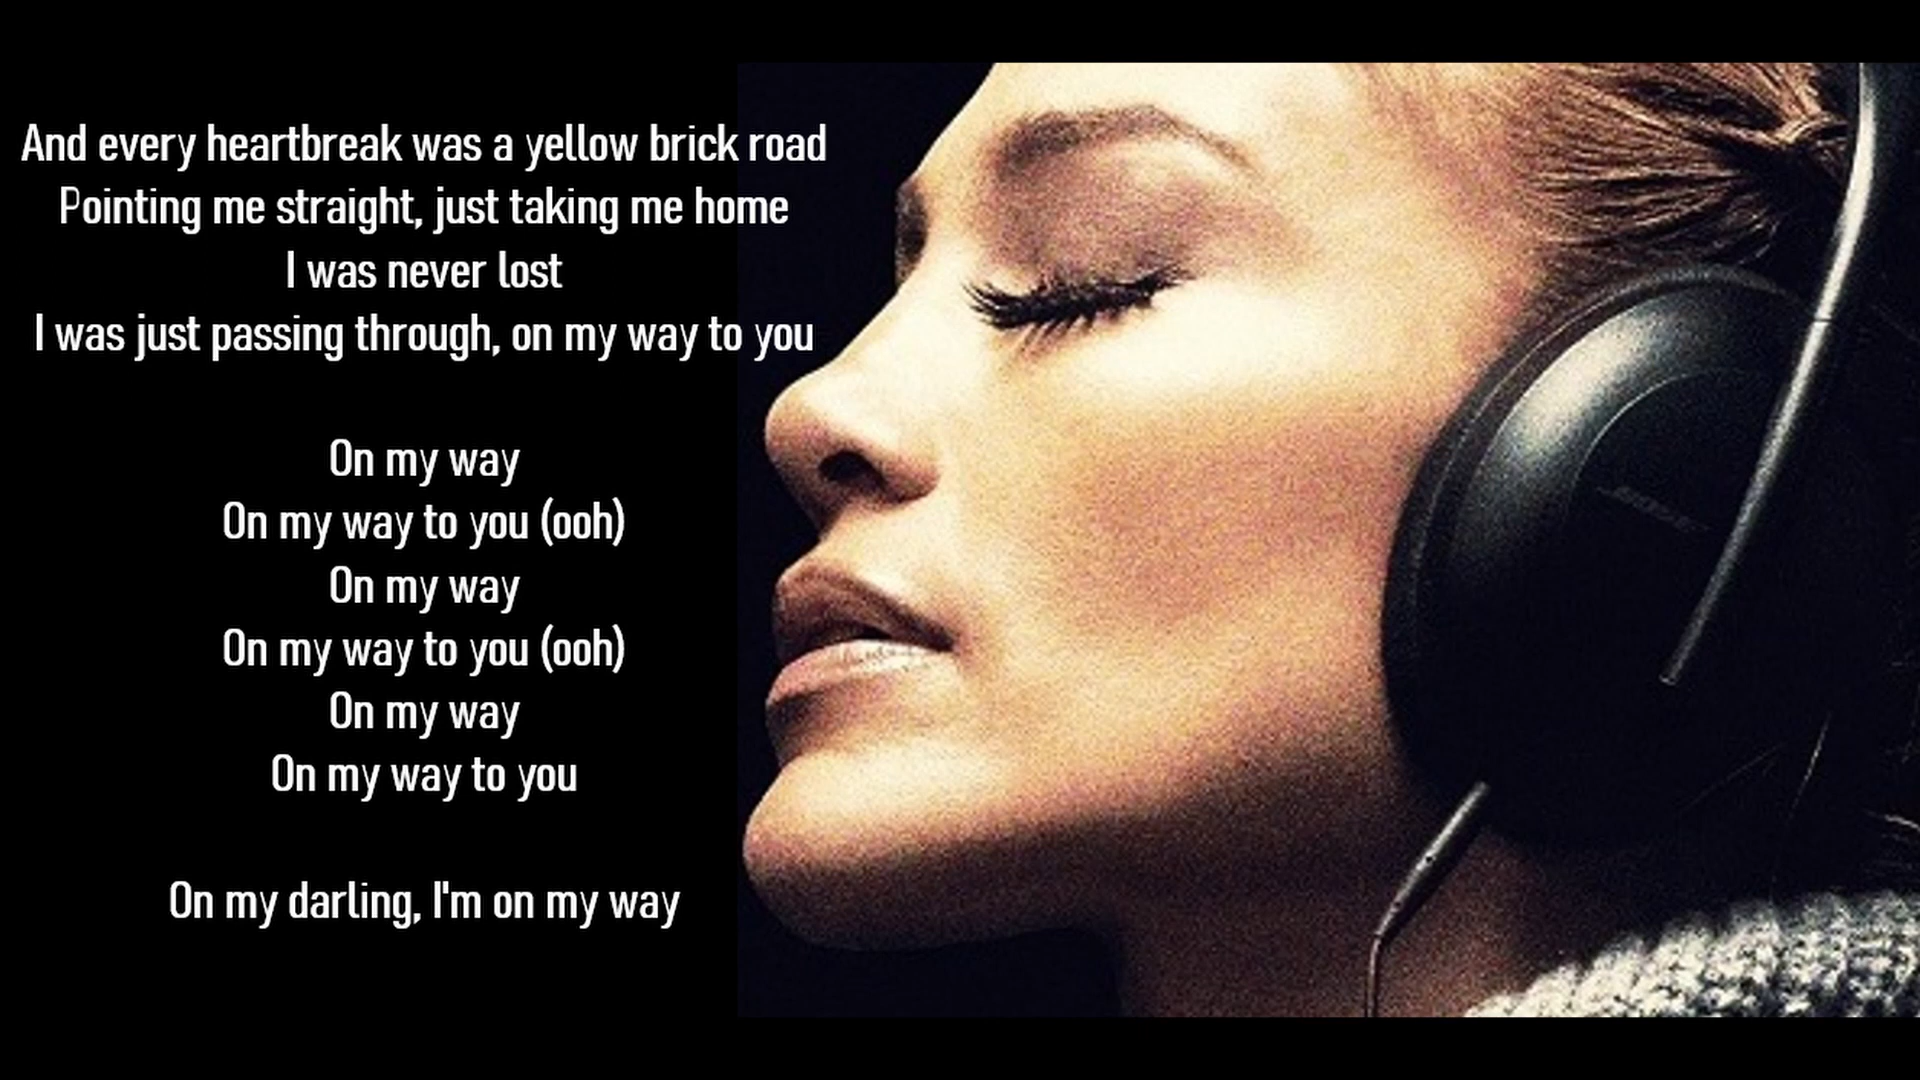 And every heartbreak was a yellow brick road
Pointing me straight, just taking me home
I was never lost
I was just passing through, on my way to you
On my way
On my way to you (ooh)
On my way
On my way to you (ooh)
On my way
On my way to you
On my darling, I'm on my way